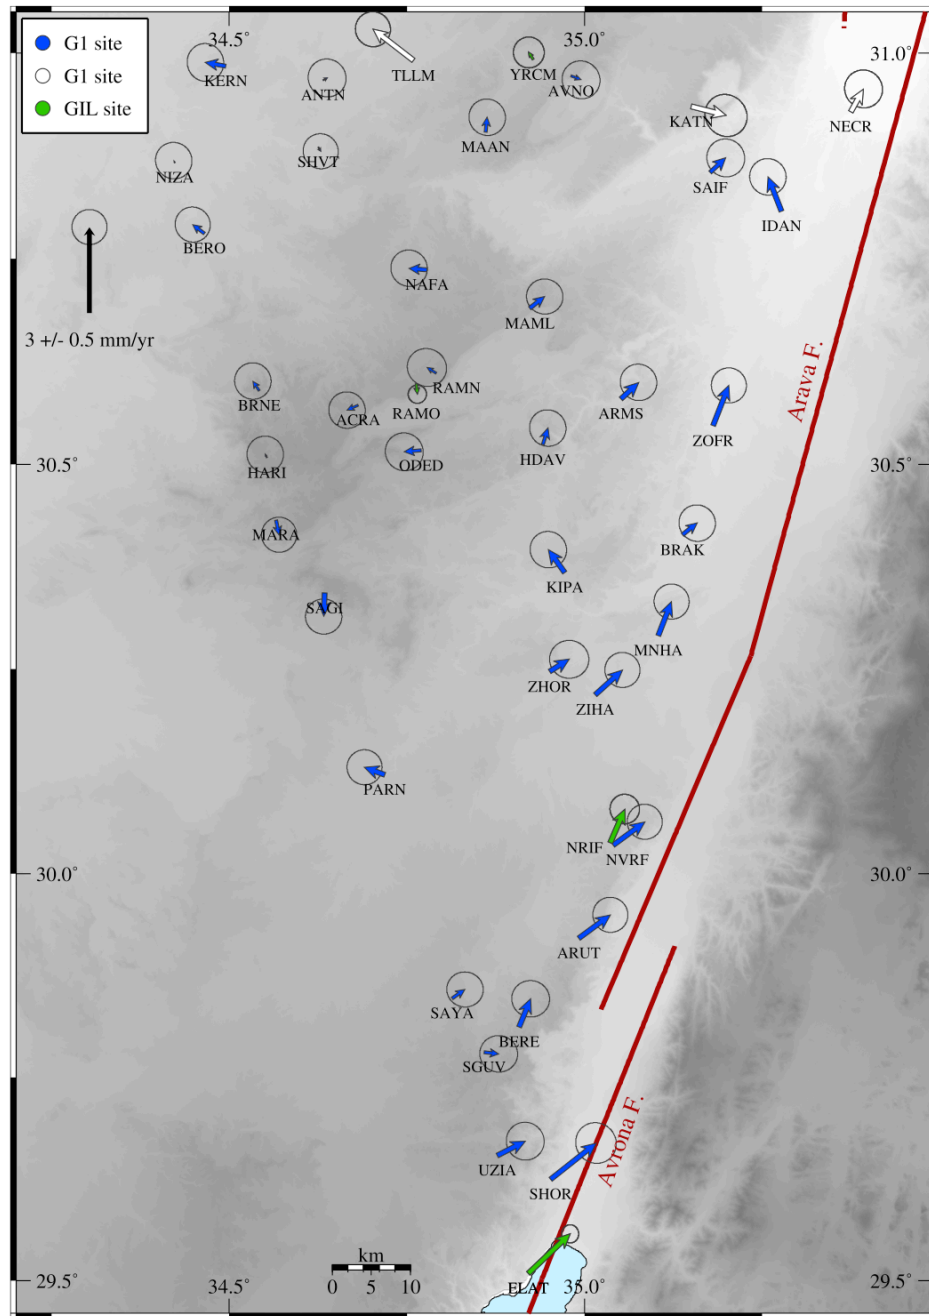 34.5°
35.0°
G1 site
G1 site
GIL site
KERN
TLLM
ANTN
YRCM
AVNO
31.0°
KATN
NECR
MAAN
SHVT
NIZA
SAIF
IDAN
BERO
NAFA
MAML
3 +/- 0.5 mm/yr
Arava F.
BRNE
RAMN
ACRA
RAMO
ARMS
ZOFR
30.5°
HARI
ODED
HDAV
30.5°
MARA
BRAK
KIPA
SAGI
MNHA
ZHOR
ZIHA
PARN
NRIF
NVRF
30.0°
30.0°
ARUT
SAYA
BERE
SGUV
Avrona F.
UZIA
SHOR
km
0 5 10
ELAT
29.5°
34.5°
35.0°
29.5°